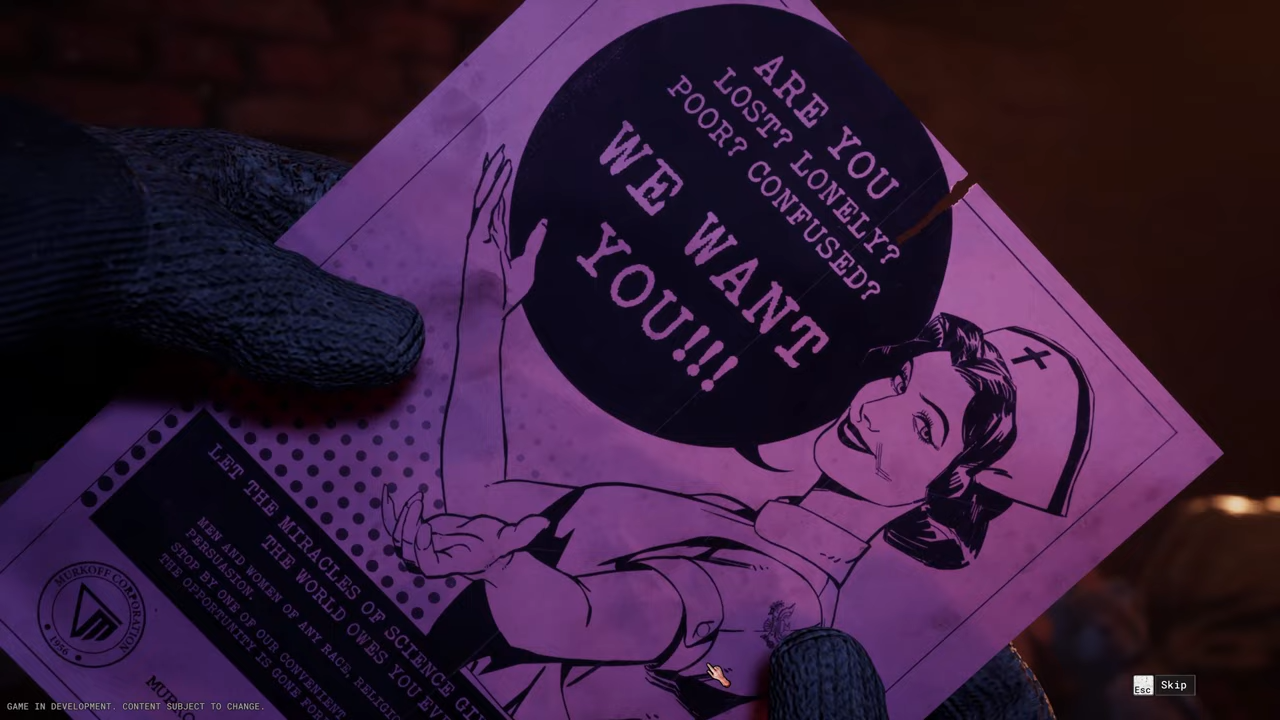 ARE YOU
LOST? LONELY?
POOR? CONFUSED?
WE WANT
YOU!!!
LET THE MIRACLES OF SCIENCE GI
THE WORLD OWES YOU EV
MEN AND WOMEN OF ANY RACE, RELIGIO
PERSUASION.
STOP BY ONE OF OUR CONVENIENT
THE OPPORTUNITY IS GONE FOR
MURKOFF CORPORATION
• 1956 •
MURKO
Esc Skip
GAME IN DEVELOPMENT. CONTENT SUBJECT TO CHANGE.